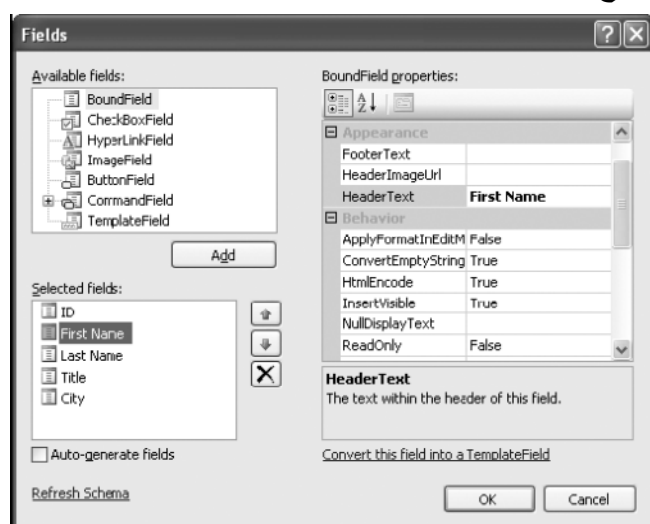 Fields
Available fields:
BoundField
CheckBoxField
HyperLinkField
ImageField
ButtonField
CommandField
TemplateField
Add
Selected fields:
ID
First Name
Last Name
Title
City
Auto-generate fields
Refresh Schema
BoundField properties:
Appearance
FooterText
HeaderImageUrl
HeaderText First Name
Behavior
ApplyFormatInEditM False
ConvertEmptyString True
HtmlEncode True
InsertVisible True
NullDisplayText
ReadOnly False
HeaderText
The text within the header of this field.
Convert this field into a TemplateField
OK Cancel